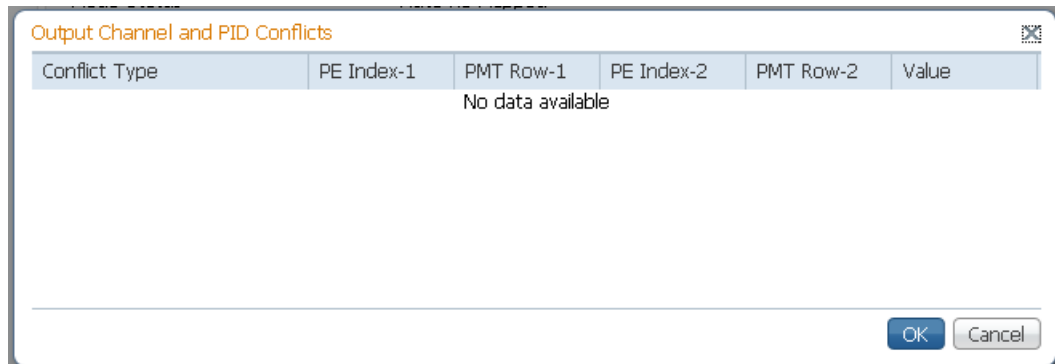 Output Channel and PID Conflicts
Conflict Type PE Index-1 PMT Row-1 PE Index-2 PMT Row-2 Value
No data available
OK Cancel